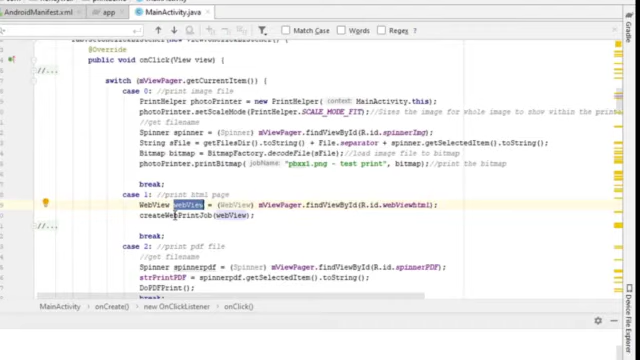 AndroidManifest.xml app MainActivity.java
Match Case Words Regex ?
@Override
public void onClick(View view) {
//...
switch (mViewPager.getCurrentItem()) {
case 0: //print image file
PrintHelper photoPrinter = new PrintHelper( context: MainActivity.this);
photoPrinter.setScaleMode(PrintHelper.SCALE_MODE_FIT);//Sizes the image for whole image to show within the
//get filename
Spinner spinner = (Spinner) mViewPager.findViewById(R.id.spinnerImg);
String sFile = getFilesDir().toString() + File.separator + spinner.getSelectedItem().toString();
Bitmap bitmap = BitmapFactory.decodeFile(sFile);//load image file to bitmap
photoPrinter.printBitmap( jobName: "pbxx1.png - test print", bitmap);//print the bitmap
break;
case 1: //print html page
WebView webView = (WebView) mViewPager.findViewById(R.id.webViewhtml);
createWebPrintJob(webView);
//...
break;
case 2: //print pdf file
//get filename
Spinner spinnerpdf = (Spinner) mViewPager.findViewById(R.id.spinnerPDF);
strPrintPDF = spinnerpdf.getSelectedItem().toString();
DoPDFPrint();
break;
MainActivity onCreate() new OnClickListener onClick()
Gradle
Device File Explorer